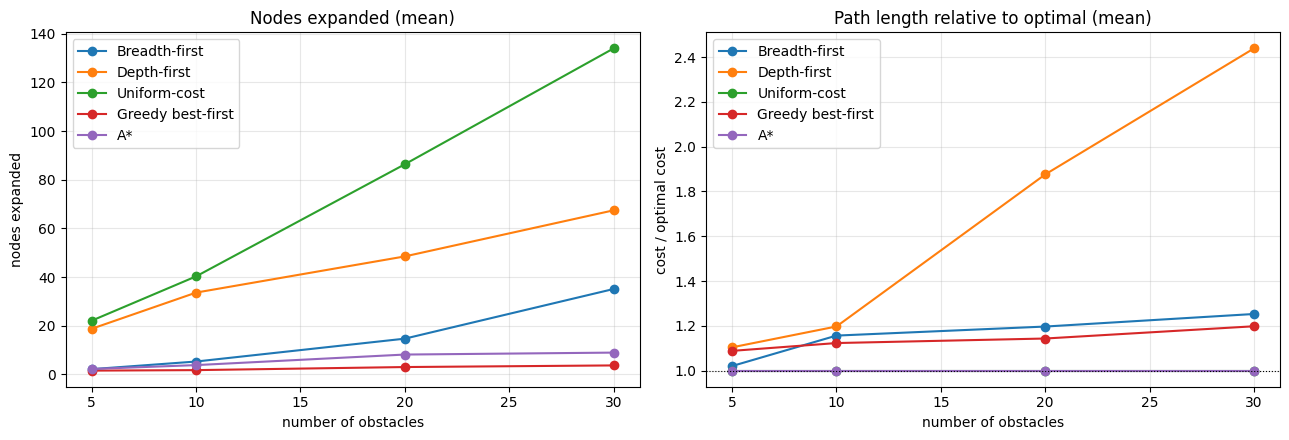 Nodes expanded (mean)
nodes expanded
140
120
100
80
60
40
20
0
Breadth-first
Depth-first
Uniform-cost
Greedy best-first
A*
5 10 15 20 25 30
number of obstacles
Path length relative to optimal (mean)
cost / optimal cost
2.4
2.2
2.0
1.8
1.6
1.4
1.2
1.0
Breadth-first
Depth-first
Uniform-cost
Greedy best-first
A*
5 10 15 20 25 30
number of obstacles